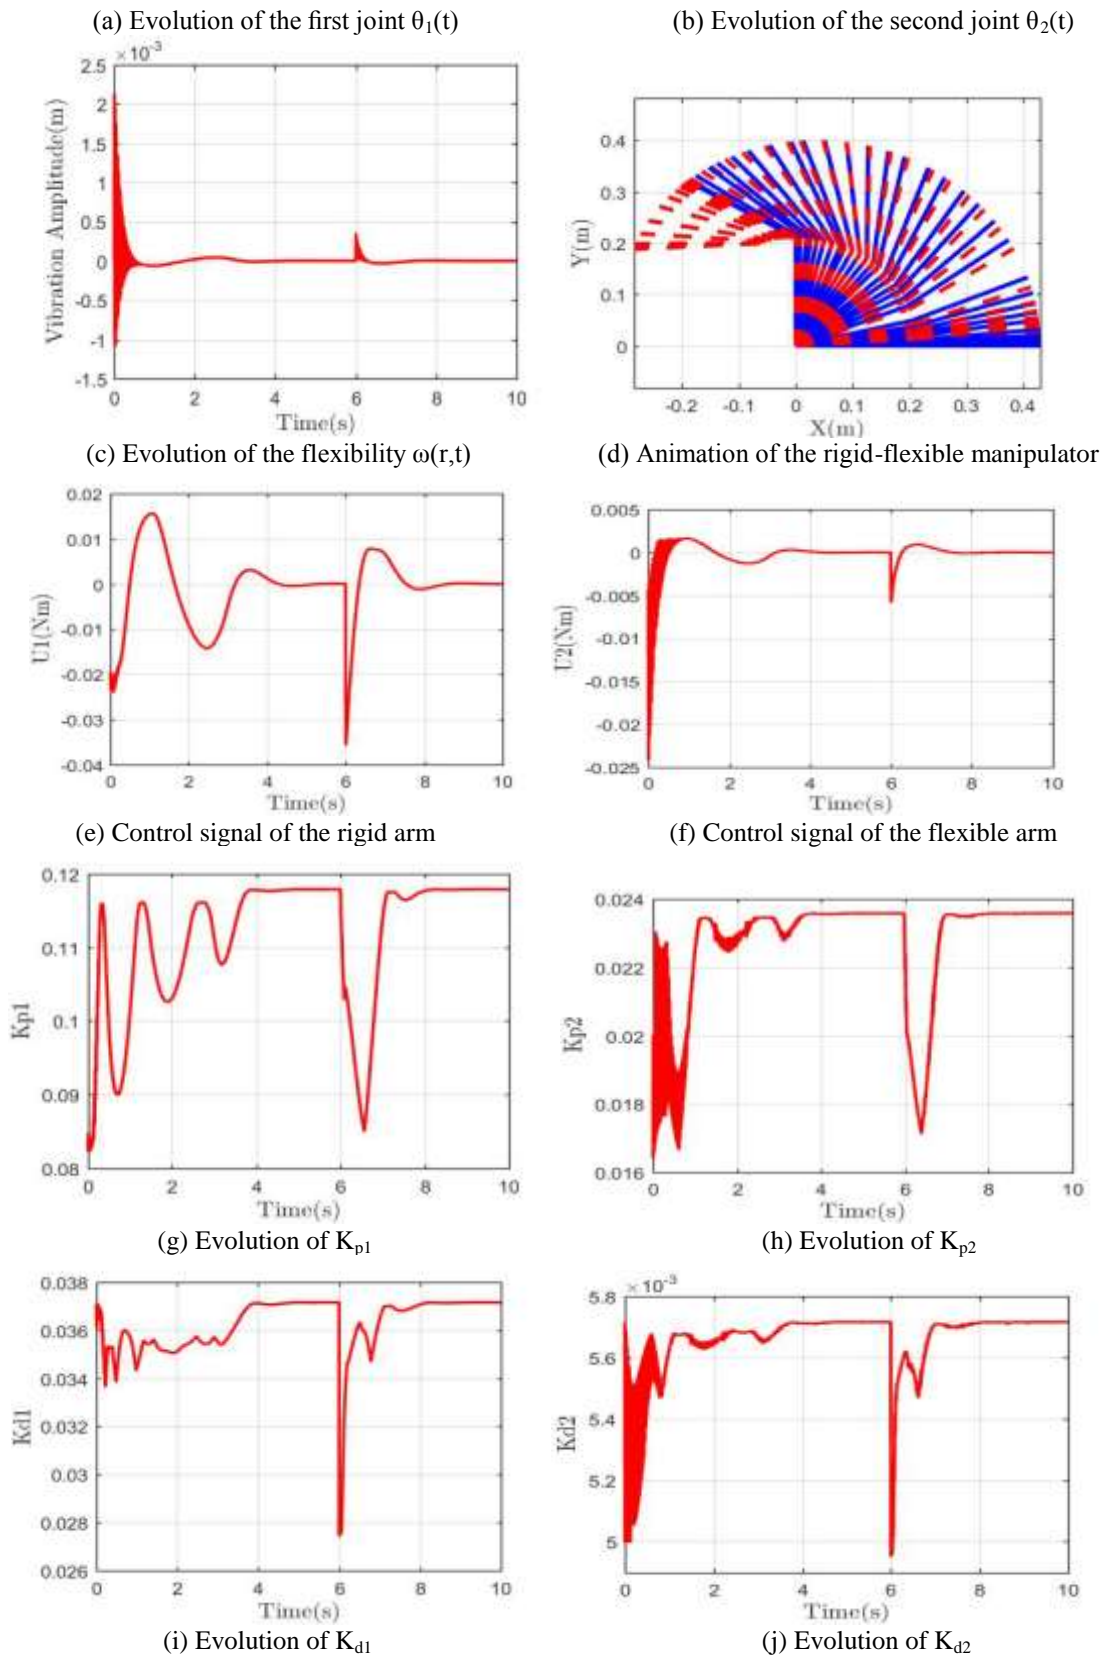 (a) Evolution of the first joint θ1(t)
(b) Evolution of the second joint θ2(t)
×10-3
2.5
2
1.5
1
0.5
0
-0.5
-1
-1.5
Vibration Amplitude(m)
0 2 4 6 8 10
Time(s)
0.4
0.3
0.2
0.1
0
Y(m)
-0.2 -0.1 0 0.1 0.2 0.3 0.4
X(m)
(c) Evolution of the flexibility ω(r,t)
(d) Animation of the rigid-flexible manipulator
0.02
0.01
0
-0.01
-0.02
-0.03
-0.04
U1(Nm)
0 2 4 6 8 10
Time(s)
0.005
0
-0.005
-0.01
-0.015
-0.02
-0.025
U2(Nm)
0 2 4 6 8 10
Time(s)
(e) Control signal of the rigid arm
(f) Control signal of the flexible arm
0.12
0.11
0.1
0.09
0.08
Kp1
0 2 4 6 8 10
Time(s)
0.024
0.022
0.02
0.018
0.016
Kp2
0 2 4 6 8 10
Time(s)
(g) Evolution of Kp1
(h) Evolution of Kp2
0.038
0.036
0.034
0.032
0.03
0.028
0.026
Kd1
0 2 4 6 8 10
Time(s)
×10-3
5.8
5.6
5.4
5.2
5
Kd2
0 2 4 6 8 10
Time(s)
(i) Evolution of Kd1
(j) Evolution of Kd2